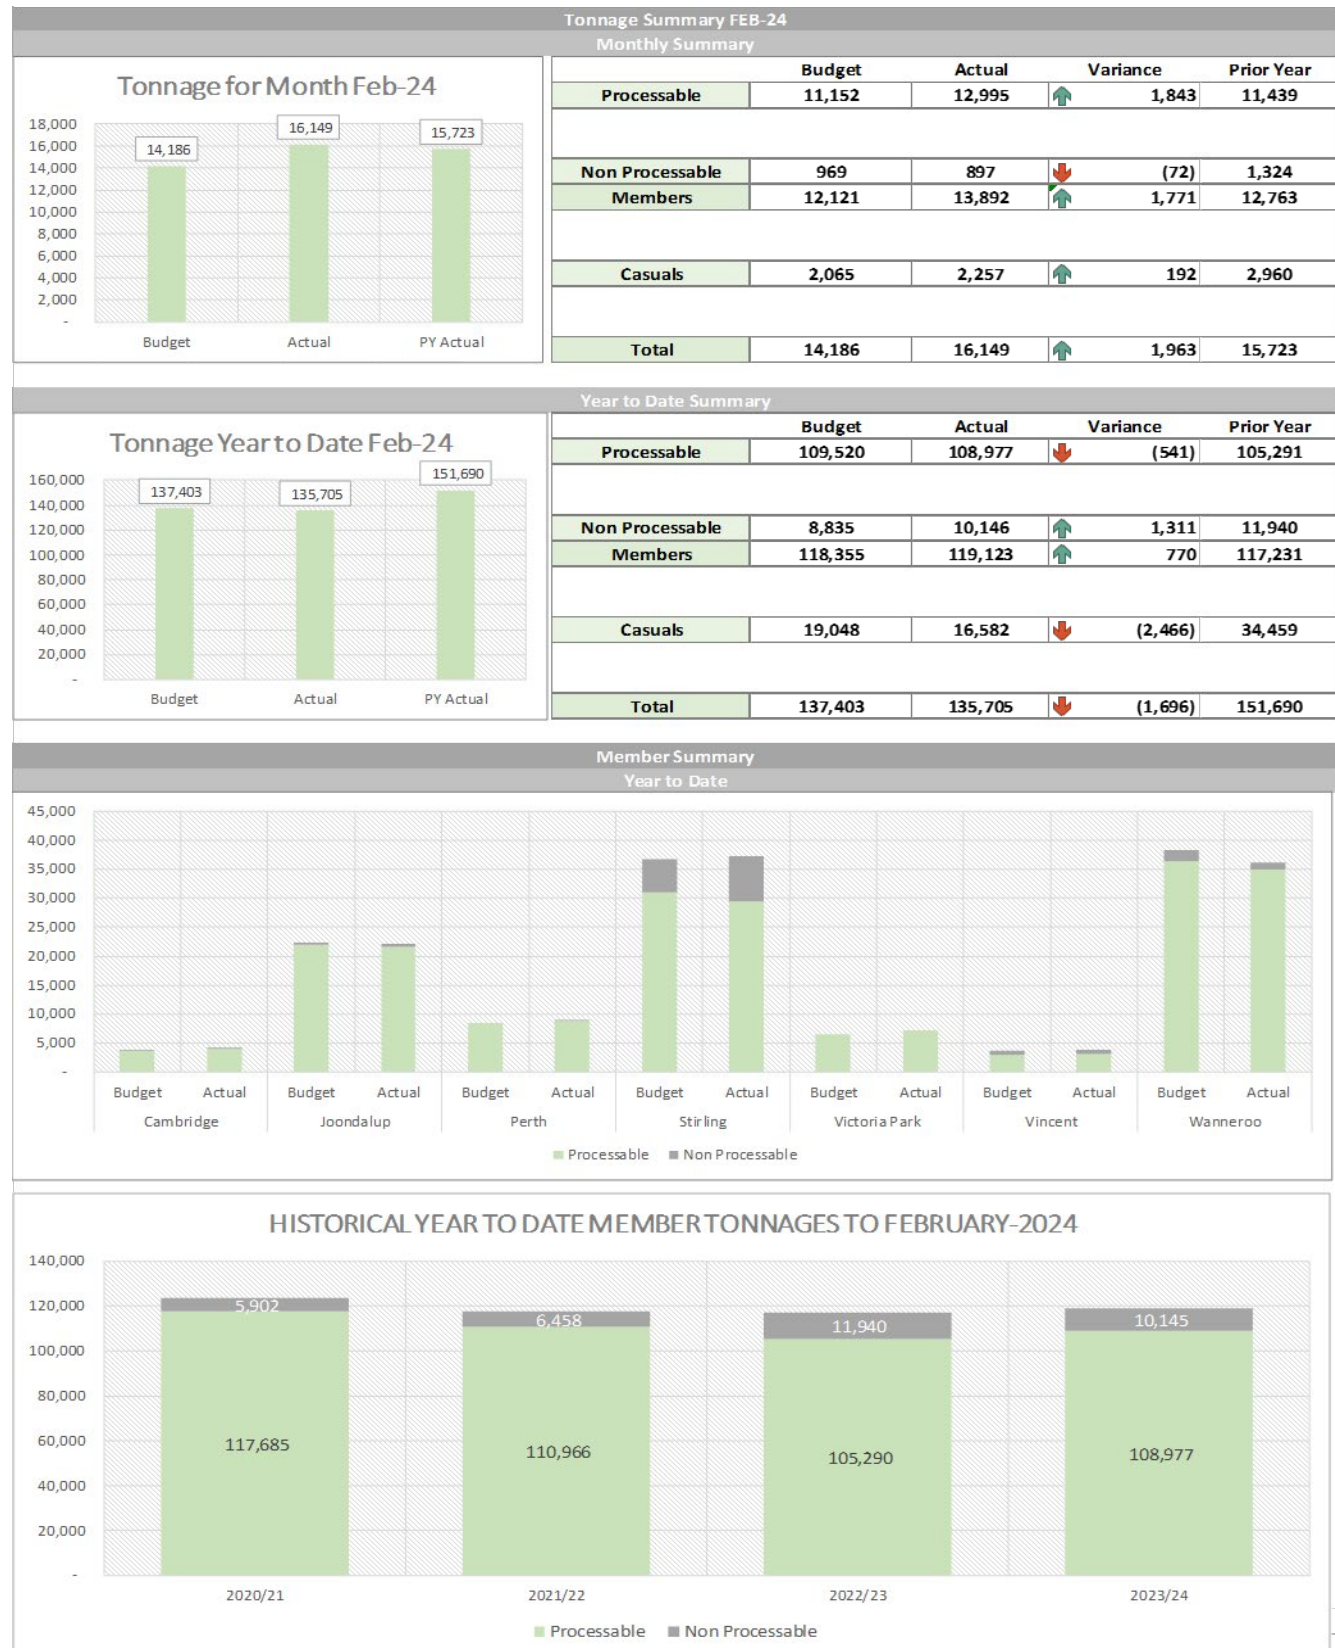 Tonnage Summary FEB-24
Monthly Summary
Tonnage for Month Feb-24
18,000
16,000
14,000
12,000
10,000
8,000
6,000
4,000
2,000
-
14,186
16,149
15,723
Budget Actual PY Actual
Budget Actual Variance Prior Year
Processable 11,152 12,995 1,843 11,439
Non Processable 969 897 (72) 1,324
Members 12,121 13,892 1,771 12,763
Casuals 2,065 2,257 192 2,960
Total 14,186 16,149 1,963 15,723
Year to Date Summary
Tonnage Year to Date Feb-24
160,000
140,000
120,000
100,000
80,000
60,000
40,000
20,000
-
137,403
135,705
151,690
Budget Actual PY Actual
Budget Actual Variance Prior Year
Processable 109,520 108,977 (541) 105,291
Non Processable 8,835 10,146 1,311 11,940
Members 118,355 119,123 770 117,231
Casuals 19,048 16,582 (2,466) 34,459
Total 137,403 135,705 (1,696) 151,690
Member Summary
Year to Date
45,000
40,000
35,000
30,000
25,000
20,000
15,000
10,000
5,000
-
Budget Actual Budget Actual Budget Actual Budget Actual Budget Actual Budget Actual Budget Actual
Cambridge Joondalup Perth Stirling Victoria Park Vincent Wanneroo
Processable Non Processable
HISTORICAL YEAR TO DATE MEMBER TONNAGES TO FEBRUARY-2024
140,000
120,000
100,000
80,000
60,000
40,000
20,000
-
5,902 6,458 11,940 10,145
117,685 110,966 105,290 108,977
2020/21 2021/22 2022/23 2023/24
Processable Non Processable